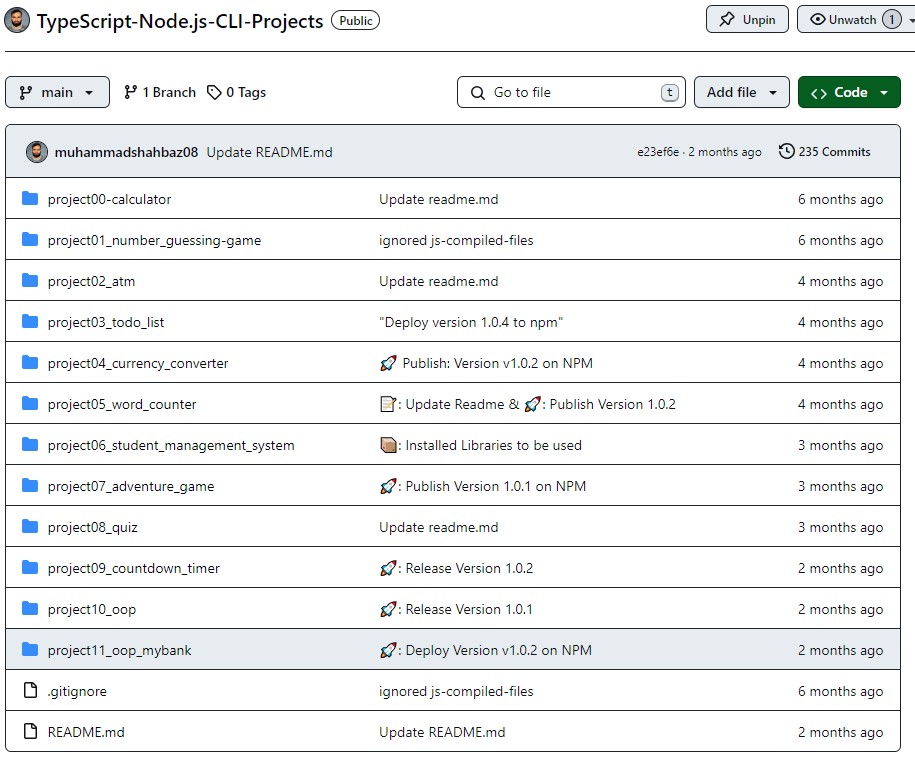 TypeScript-Node.js-CLI-Projects Public Unpin Unwatch 1
main 1 Branch 0 Tags Go to file t Add file Code
muhammadshahbaz08 Update README.md e23ef6e · 2 months ago 235 Commits
project00-calculator Update readme.md 6 months ago
project01_number_guessing-game ignored js-compiled-files 6 months ago
project02_atm Update readme.md 4 months ago
project03_todo_list "Deploy version 1.0.4 to npm" 4 months ago
project04_currency_converter 🚀 Publish: Version v1.0.2 on NPM 4 months ago
project05_word_counter 📝: Update Readme & 🚀: Publish Version 1.0.2 4 months ago
project06_student_management_system 📦: Installed Libraries to be used 3 months ago
project07_adventure_game 🚀: Publish Version 1.0.1 on NPM 3 months ago
project08_quiz Update readme.md 3 months ago
project09_countdown_timer 🚀: Release Version 1.0.2 2 months ago
project10_oop 🚀: Release Version 1.0.1 2 months ago
project11_oop_mybank 🚀: Deploy Version v1.0.2 on NPM 2 months ago
.gitignore ignored js-compiled-files 6 months ago
README.md Update README.md 2 months ago